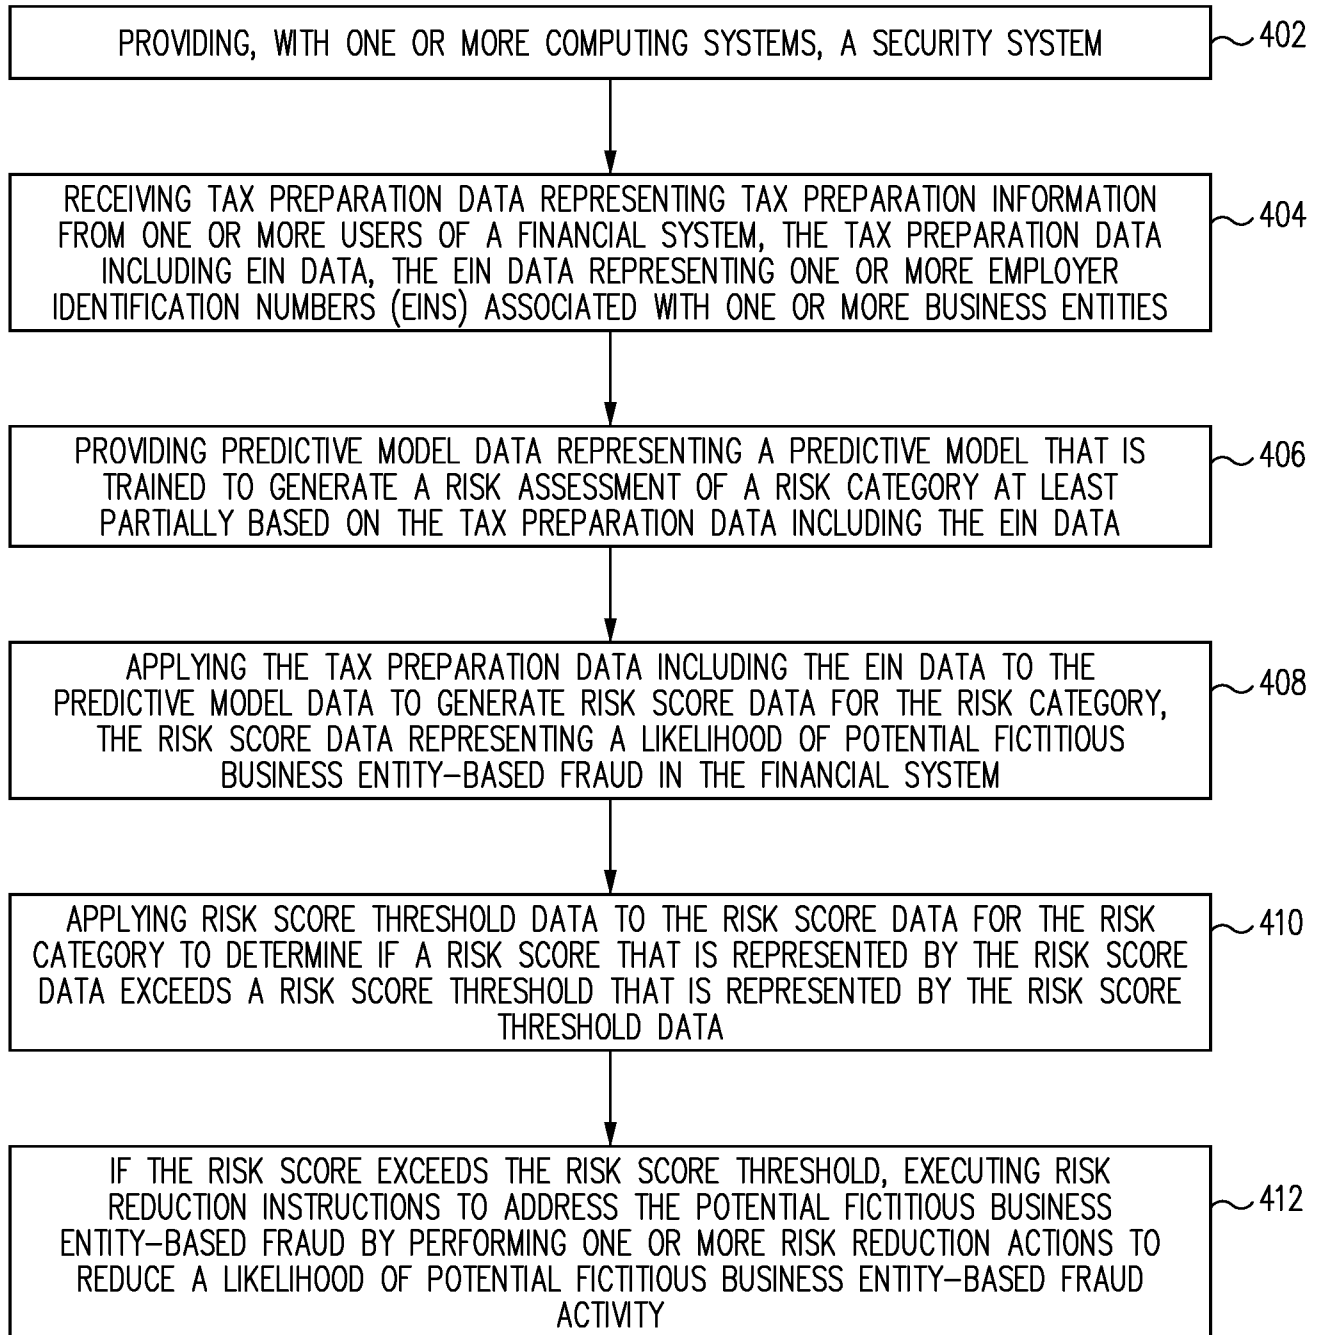 PROVIDING, WITH ONE OR MORE COMPUTING SYSTEMS, A SECURITY SYSTEM
402
RECEIVING TAX PREPARATION DATA REPRESENTING TAX PREPARATION INFORMATION
FROM ONE OR MORE USERS OF A FINANCIAL SYSTEM, THE TAX PREPARATION DATA
INCLUDING EIN DATA, THE EIN DATA REPRESENTING ONE OR MORE EMPLOYER
IDENTIFICATION NUMBERS (EINS) ASSOCIATED WITH ONE OR MORE BUSINESS ENTITIES
404
PROVIDING PREDICTIVE MODEL DATA REPRESENTING A PREDICTIVE MODEL THAT IS
TRAINED TO GENERATE A RISK ASSESSMENT OF A RISK CATEGORY AT LEAST
PARTIALLY BASED ON THE TAX PREPARATION DATA INCLUDING THE EIN DATA
406
APPLYING THE TAX PREPARATION DATA INCLUDING THE EIN DATA TO THE
PREDICTIVE MODEL DATA TO GENERATE RISK SCORE DATA FOR THE RISK CATEGORY,
THE RISK SCORE DATA REPRESENTING A LIKELIHOOD OF POTENTIAL FICTITIOUS
BUSINESS ENTITY-BASED FRAUD IN THE FINANCIAL SYSTEM
408
APPLYING RISK SCORE THRESHOLD DATA TO THE RISK SCORE DATA FOR THE RISK
CATEGORY TO DETERMINE IF A RISK SCORE THAT IS REPRESENTED BY THE RISK SCORE
DATA EXCEEDS A RISK SCORE THRESHOLD THAT IS REPRESENTED BY THE RISK SCORE
THRESHOLD DATA
410
IF THE RISK SCORE EXCEEDS THE RISK SCORE THRESHOLD, EXECUTING RISK
REDUCTION INSTRUCTIONS TO ADDRESS THE POTENTIAL FICTITIOUS BUSINESS
ENTITY-BASED FRAUD BY PERFORMING ONE OR MORE RISK REDUCTION ACTIONS TO
REDUCE A LIKELIHOOD OF POTENTIAL FICTITIOUS BUSINESS ENTITY-BASED FRAUD
ACTIVITY
412